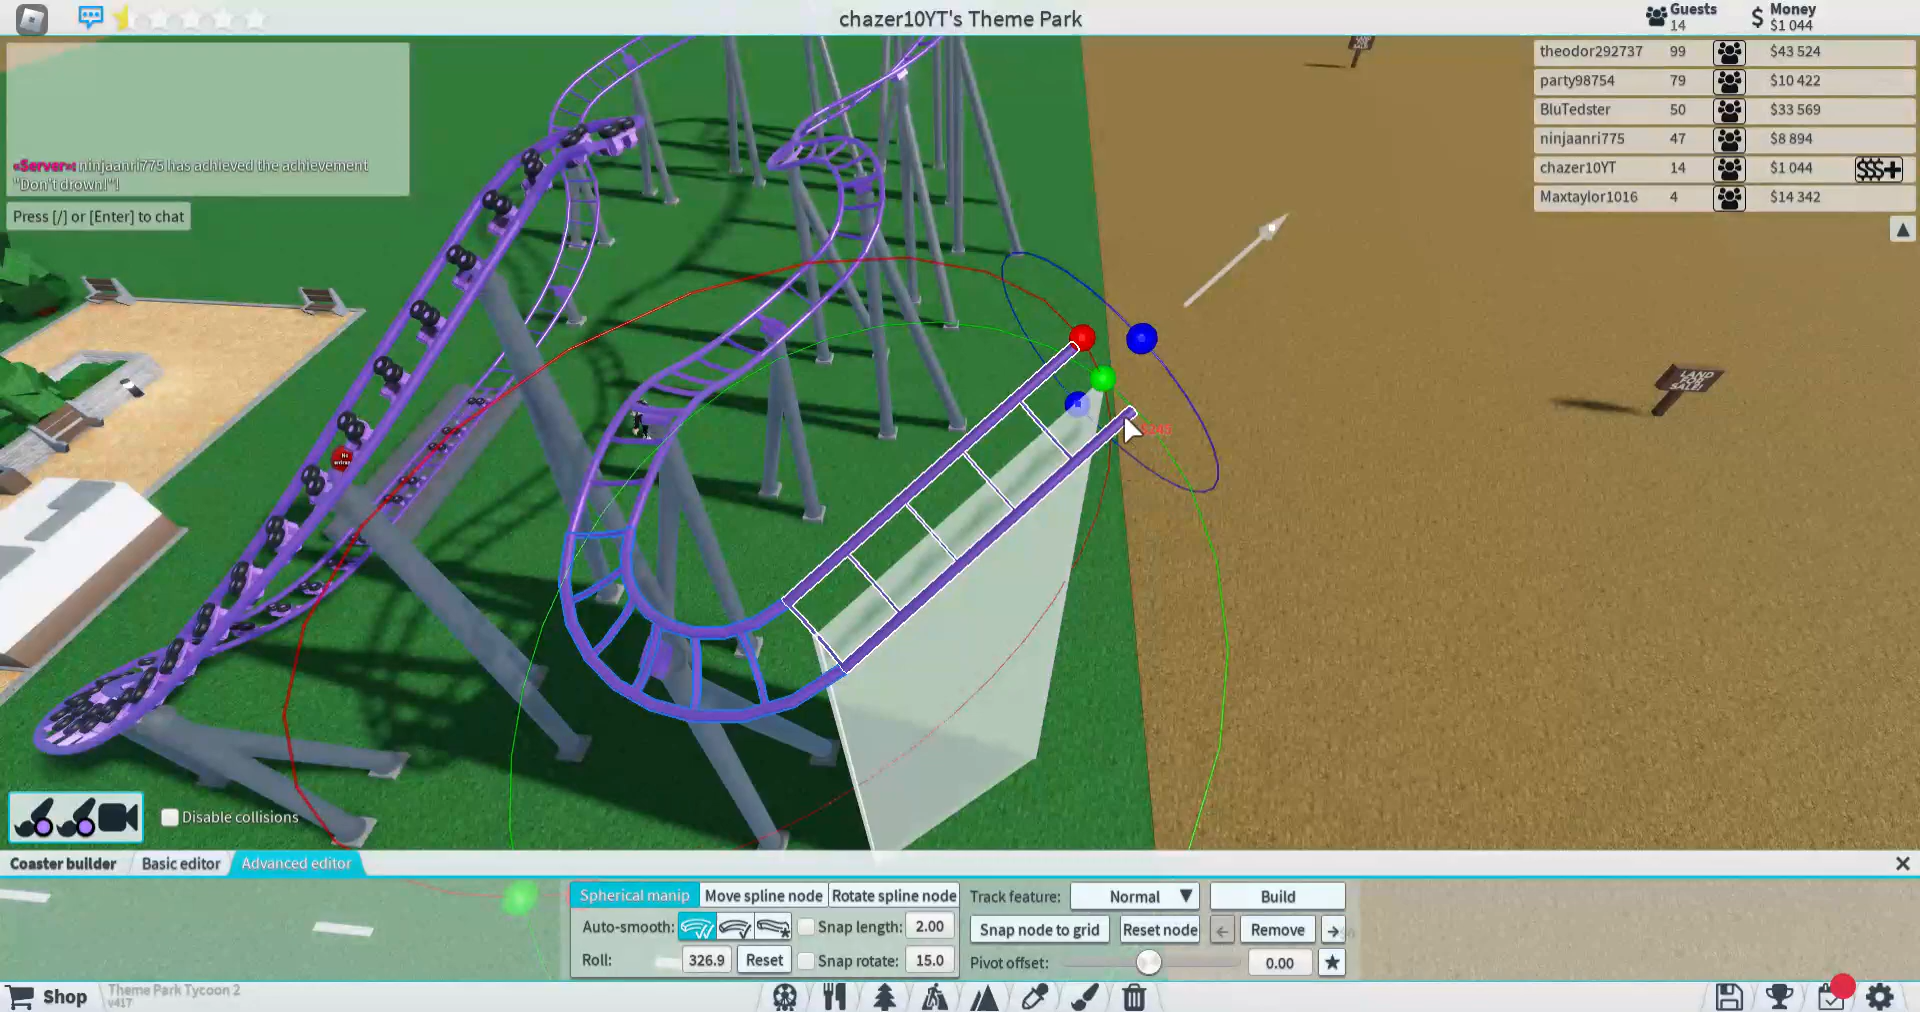 chazer10YT's Theme Park
Guests
14
Money
$1 044
theodor292737 99 $43 524
party98754 79 $10 422
BluTedster 50 $33 569
ninjaanri775 47 $8 894
chazer10YT 14 $1 044 $$$+
Maxtaylor1016 4 $14 342
«Server»: ninjaanri775 has achieved the achievement
"Don't drown!"!
Press [/] or [Enter] to chat
LAND
FOR
SALE!
Disable collisions
Coaster builder Basic editor Advanced editor
Spherical manip Move spline node Rotate spline node Track feature: Normal Build
Auto-smooth: Snap length: 2.00 Snap node to grid Reset node Remove
Roll: 326.9 Reset Snap rotate: 15.0 Pivot offset: 0.00
Shop
Theme Park Tycoon 2
v417